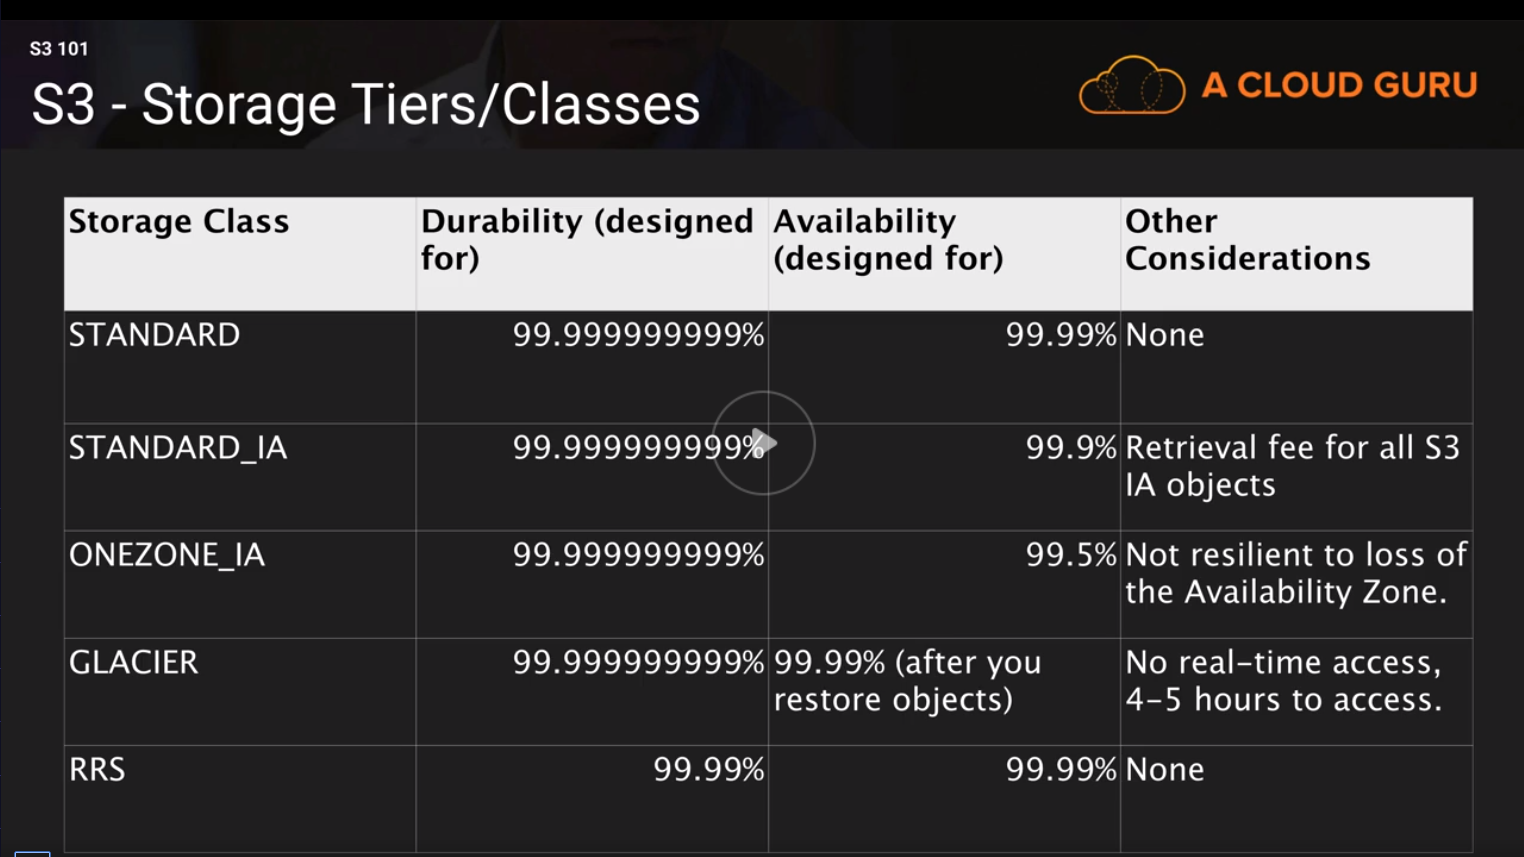 S3 101
S3 - Storage Tiers/Classes
A CLOUD GURU
Storage Class
Durability (designed
for)
Availability
(designed for)
Other
Considerations
STANDARD
99.999999999%
99.99%
None
STANDARD_IA
99.999999999%
99.9%
Retrieval fee for all S3
IA objects
ONEZONE_IA
99.999999999%
99.5%
Not resilient to loss of
the Availability Zone.
GLACIER
99.999999999%
99.99% (after you
restore objects)
No real-time access,
4-5 hours to access.
RRS
99.99%
99.99%
None